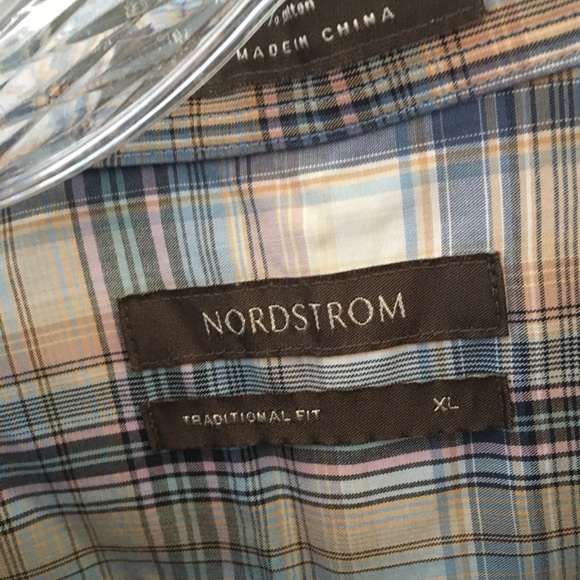 MADE IN CHINA
NORDSTROM
TRADITIONAL FIT XL